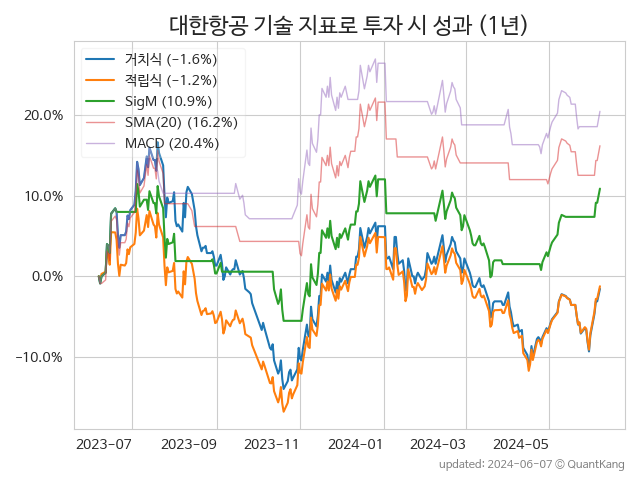 대한항공 기술 지표로 투자 시 성과 (1년)
거치식 (−1.6%)
적립식 (−1.2%)
SigM (10.9%)
SMA(20) (16.2%)
MACD (20.4%)
20.0%
10.0%
0.0%
−10.0%
2023-07
2023-09
2023-11
2024-01
2024-03
2024-05
updated: 2024-06-07 © QuantKang